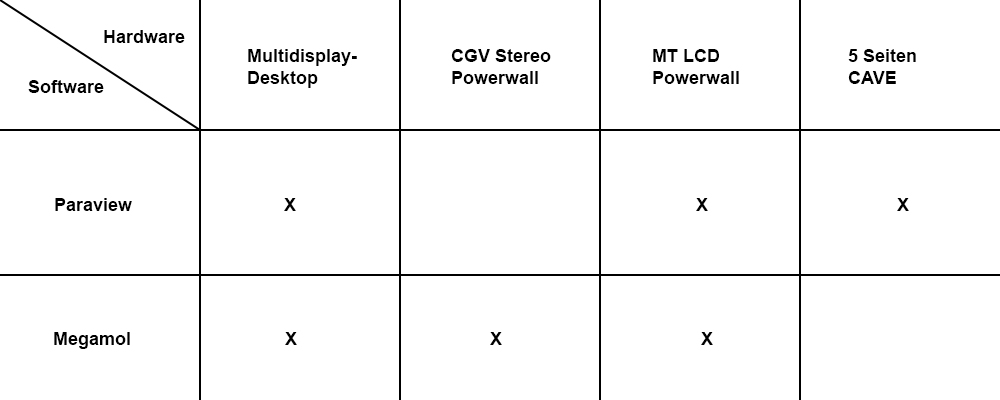 Hardware
Software
Multidisplay-
Desktop
CGV Stereo
Powerwall
MT LCD
Powerwall
5 Seiten
CAVE
Paraview
X
X
X
Megamol
X
X
X